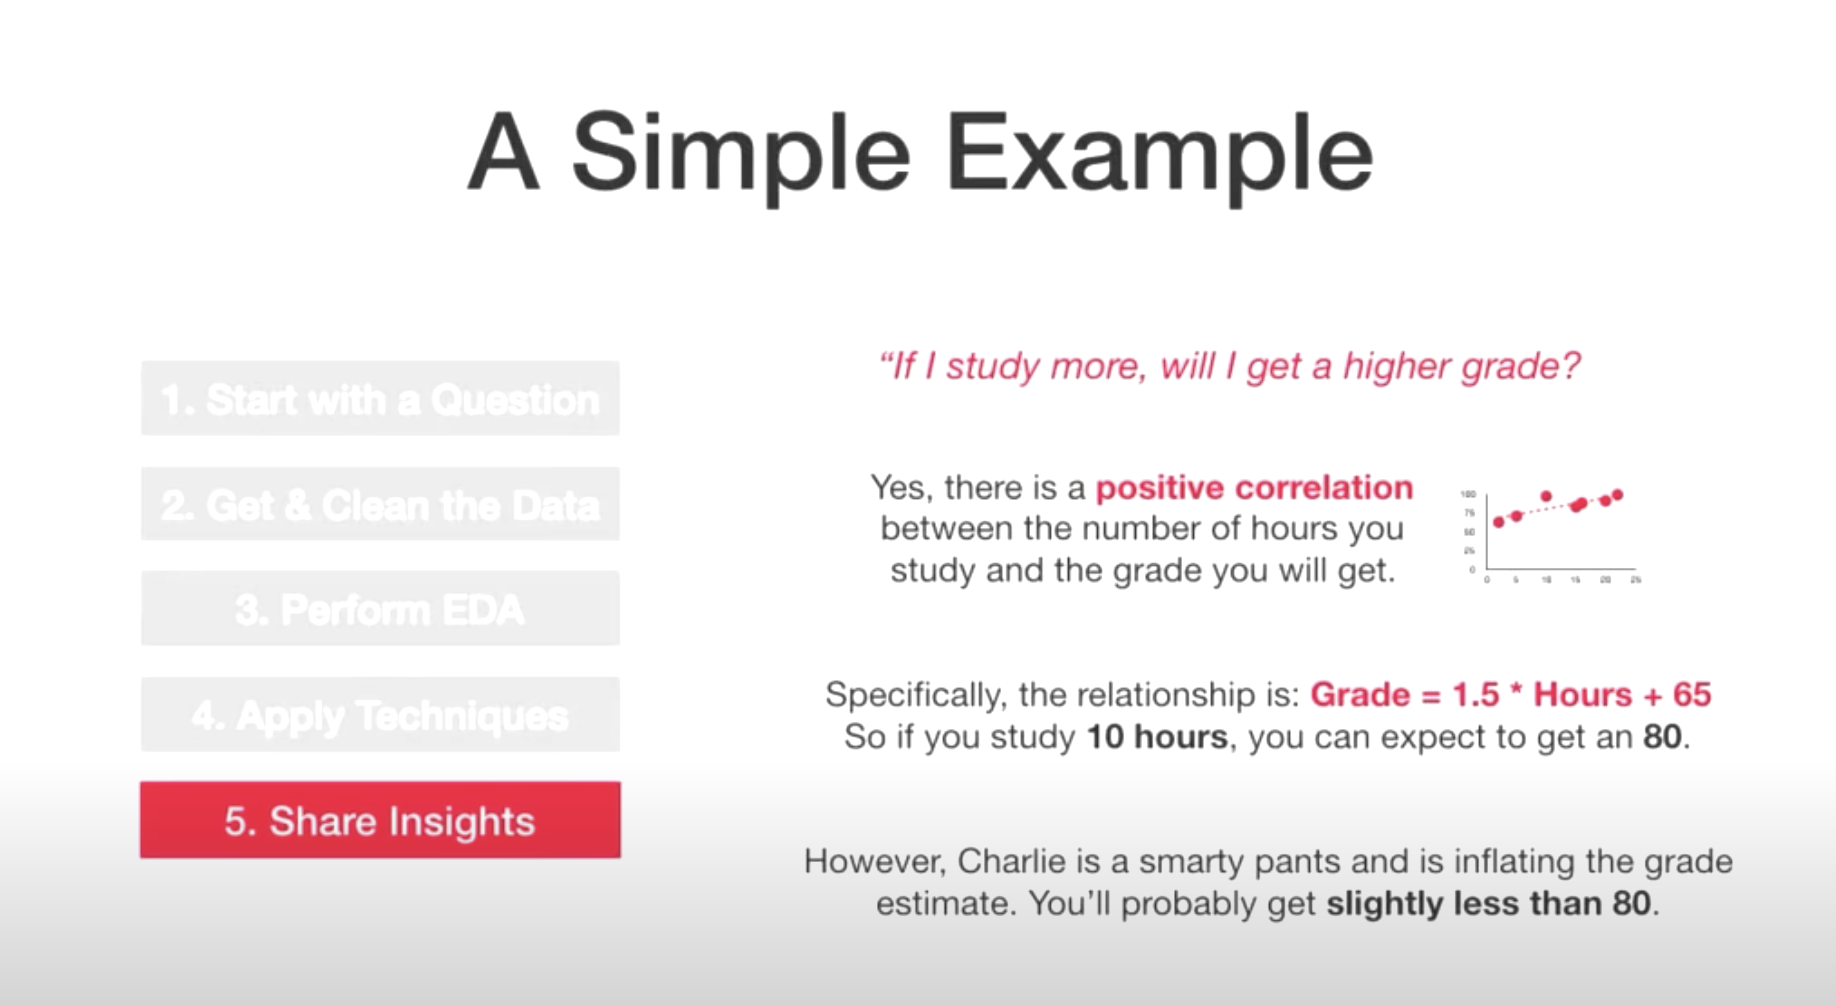 A Simple Example
1. Start with a Question
2. Get & Clean the Data
3. Perform EDA
4. Apply Techniques
5. Share Insights
“If I study more, will I get a higher grade?
Yes, there is a positive correlation
between the number of hours you
study and the grade you will get.
100
75
50
25
0
0 5 10 15 20 25
Specifically, the relationship is: Grade = 1.5 * Hours + 65
So if you study 10 hours, you can expect to get an 80.
However, Charlie is a smarty pants and is inflating the grade
estimate. You’ll probably get slightly less than 80.